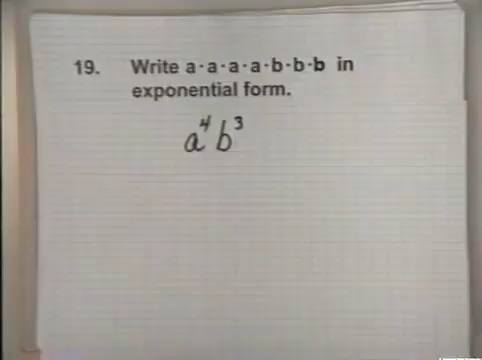 19. Write a·a·a·a·b·b·b in
exponential form.
a⁴b³